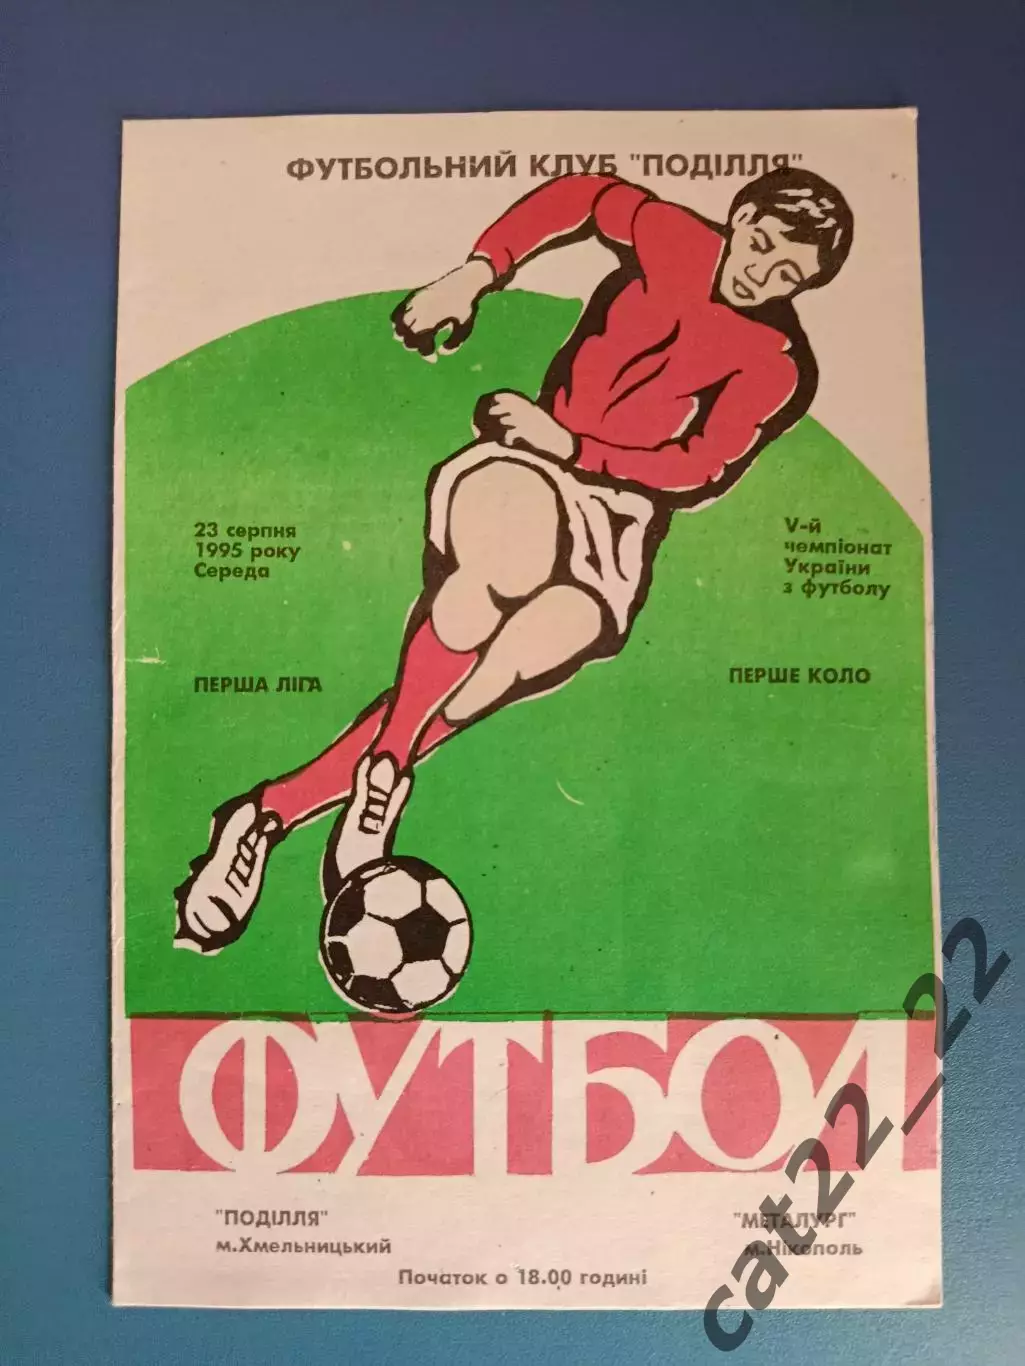 ФУТБОЛЬНИЙ КЛУБ "ПОДІЛЛЯ"
23 серпня
1995 року
Середа
V-й
чемпіонат
України
з футболу
ПЕРША ЛІГА
ПЕРШЕ КОЛО
ФУТБОЛ
"ПОДІЛЛЯ"
м.Хмельницький
"МЕТАЛУРГ"
м.Нікополь
Початок о 18.00 годині
cat22_22